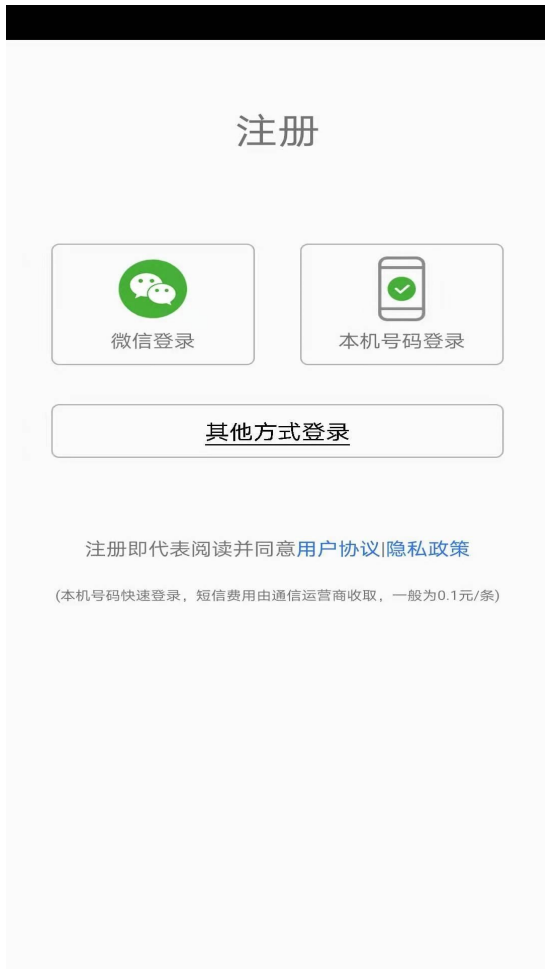 注册
微信登录
本机号码登录
其他方式登录
注册即代表阅读并同意用户协议|隐私政策
(本机号码快速登录，短信费用由通信运营商收取，一般为0.1元/条)